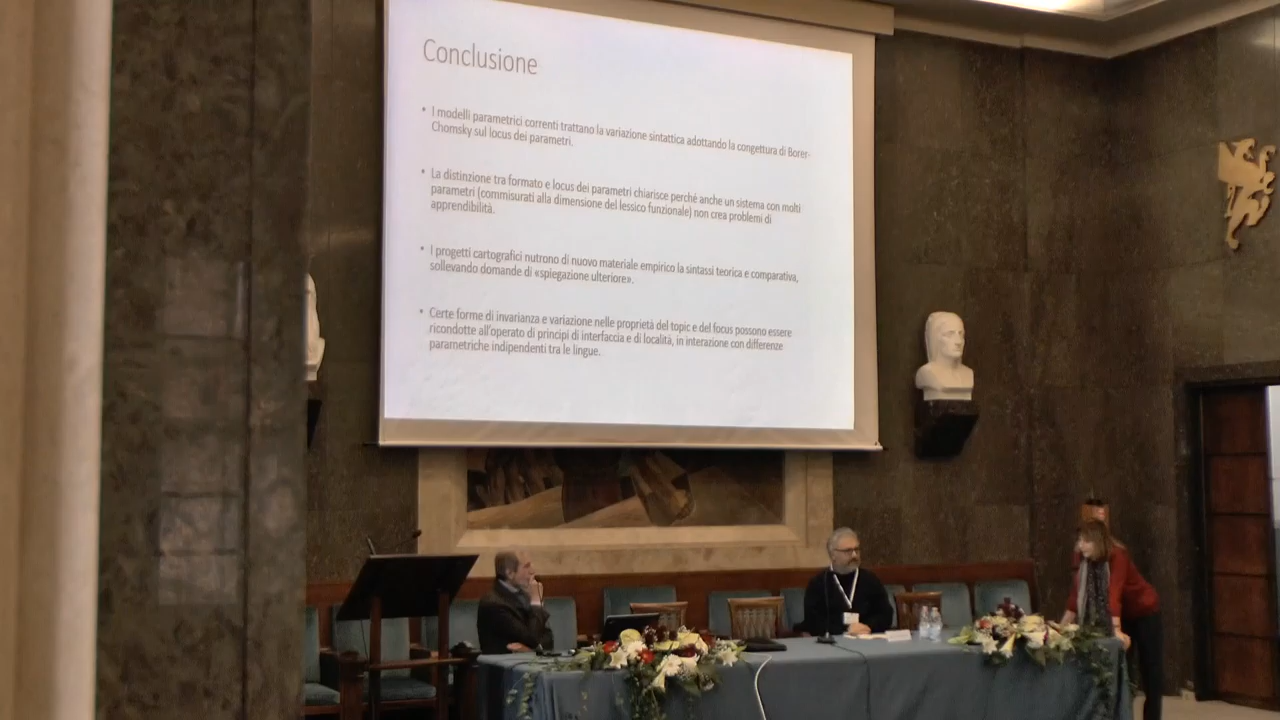 Conclusione
• I modelli parametrici correnti trattano la variazione sintattica adottando la congettura di Borer-
Chomsky sul locus dei parametri.
• La distinzione tra formato e locus dei parametri chiarisce perché anche un sistema con molti
parametri (commisurati alla dimensione del lessico funzionale) non crea problemi di
apprendibilità.
• I progetti cartografici nutrono di nuovo materiale empirico la sintassi teorica e comparativa,
sollevando domande di «spiegazione ulteriore».
• Certe forme di invarianza e variazione nelle proprietà del topic e del focus possono essere
ricondotte all'operato di principi di interfaccia e di località, in interazione con differenze
parametriche indipendenti tra le lingue.